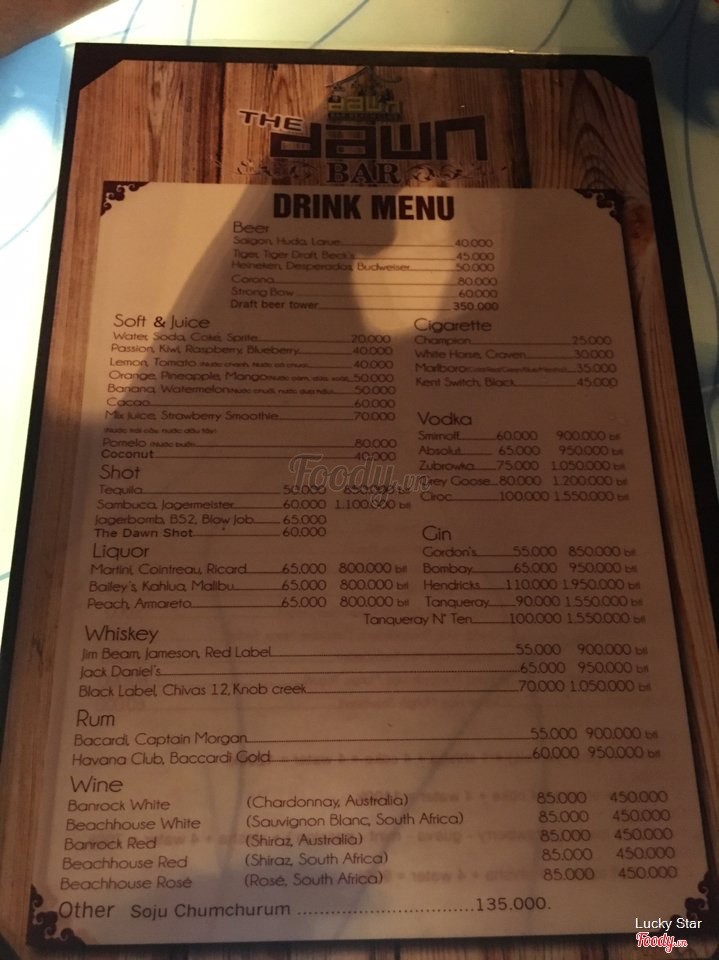 THE dawn
BAR
DRINK MENU
Beer
Saigon, Huda, Larue 40.000
Tiger, Tiger Draft, Beck's 45.000
Heineken, Desperados, Budweiser 50.000
Corona 80.000
Strong Bow 60.000
Draft beer tower 350.000
Soft & Juice
Water, Soda, Coke, Sprite 20.000
Passion, Kiwi, Raspberry, Blueberry 40.000
Lemon, Tomato 40.000
Orange, Pineapple, Mango 50.000
Banana, Watermelon 50.000
Cacao 60.000
Mix Juice, Strawberry Smoothie 70.000
(Nước trái cây, nước dâu tây)
Pomelo (Nước bưởi) 80.000
Coconut 40.000
Cigarette
Champion 25.000
White Horse, Craven 30.000
Marlboro 35.000
Kent Switch, Black 45.000
Vodka
Smirnoff 60.000 900.000 btl
Absolut 65.000 950.000 btl
Zubrowka 75.000 1.050.000 btl
Grey Goose 80.000 1.200.000 btl
Ciroc 100.000 1.550.000 btl
Shot
Tequila 50.000 850.000 btl
Sambuca, Jagermeister 60.000 1.100.000 btl
Jagerbomb, B52, Blow Job 65.000
The Dawn Shot 60.000
Gin
Gordon's 55.000 850.000 btl
Bombay 65.000 950.000 btl
Hendricks 110.000 1.950.000 btl
Tanqueray 90.000 1.550.000 btl
Tanqueray N' Ten 100.000 1.550.000 btl
Liquor
Martini, Cointreau, Ricard 65.000 800.000 btl
Bailey's, Kahlua, Malibu 65.000 800.000 btl
Peach, Amareto 65.000 800.000 btl
Whiskey
Jim Beam, Jameson, Red Label 55.000 900.000 btl
Jack Daniel's 65.000 950.000 btl
Black Label, Chivas 12, Knob creek 70.000 1.050.000 btl
Rum
Bacardi, Captain Morgan 55.000 900.000 btl
Havana Club, Baccardi Gold 60.000 950.000 btl
Wine
Banrock White (Chardonnay, Australia) 85.000 450.000
Beachhouse White (Sauvignon Blanc, South Africa) 85.000 450.000
Banrock Red (Shiraz, Australia) 85.000 450.000
Beachhouse Red (Shiraz, South Africa) 85.000 450.000
Beachhouse Rosé (Rosé, South Africa) 85.000 450.000
Other Soju Chumchurum ................................135.000.
Foody.vn
Lucky Star
Foody.vn